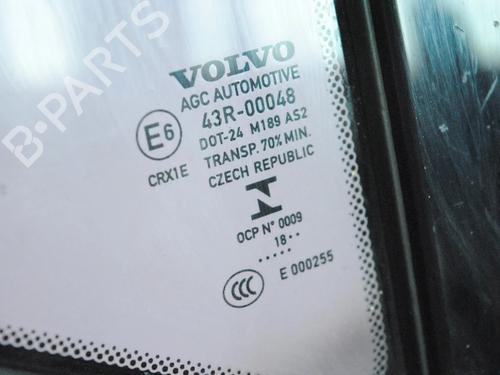 B-PARTS
VOLVO
AGC AUTOMOTIVE
E6
43R-00048
DOT-24 M189 AS2
TRANSP. 70% MIN.
CRX1E
CZECH REPUBLIC
OCP N° 0009
18··
·····
CCC
E 000255